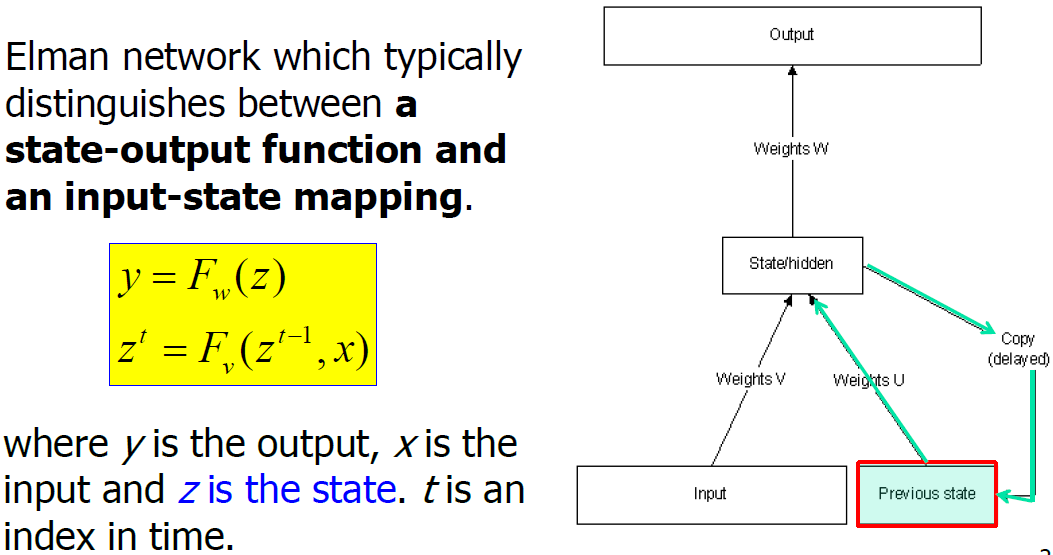 Elman network which typically
distinguishes between a
state-output function and
an input-state mapping.
y = F_w(z)
z^t = F_v(z^{t-1}, x)
where y is the output, x is the
input and z is the state. t is an
index in time.
Output
Weights W
State/hidden
Copy
(delayed)
Weights V
Weights U
Input
Previous state